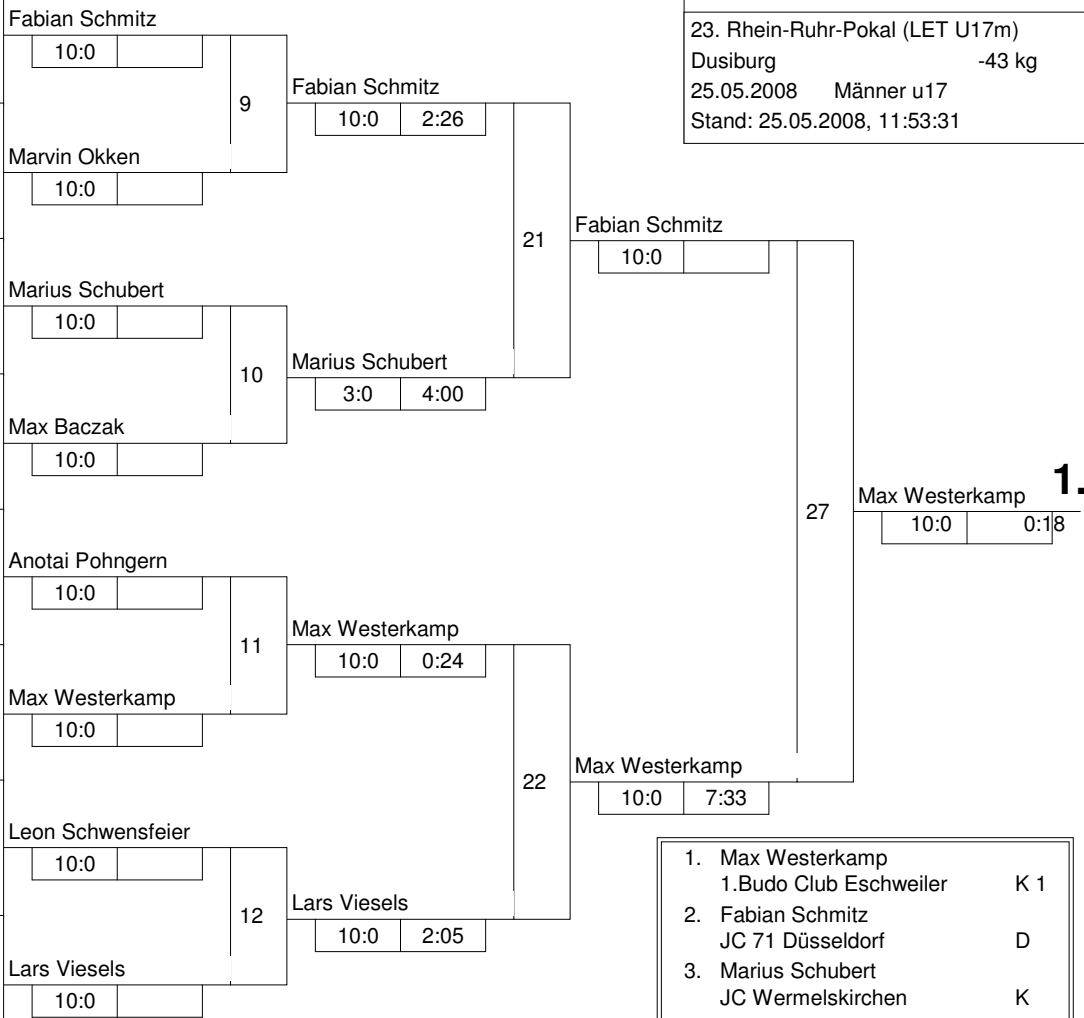 Fabian Schmitz
10:0
9
Marvin Okken
10:0
Marius Schubert
10:0
10
Max Baczak
10:0
Anotai Pohngern
10:0
11
Max Westerkamp
10:0
Leon Schwensfeier
10:0
12
Lars Viesels
10:0
Fabian Schmitz
10:0 2:26
21
Marius Schubert
3:0 4:00
Max Westerkamp
10:0 0:24
22
Lars Viesels
10:0 2:05
Fabian Schmitz
10:0
27
Max Westerkamp
10:0 7:33
Max Westerkamp 1.
10:0 0:18
23. Rhein-Ruhr-Pokal (LET U17m)
Dusiburg -43 kg
25.05.2008 Männer u17
Stand: 25.05.2008, 11:53:31
1. Max Westerkamp
1.Budo Club Eschweiler K 1
2. Fabian Schmitz
JC 71 Düsseldorf D
3. Marius Schubert
JC Wermelskirchen K